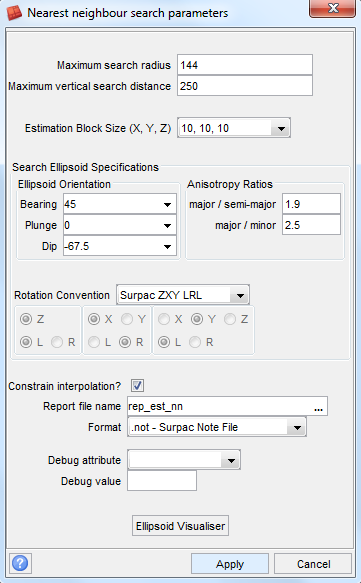 Nearest neighbour search parameters
Maximum search radius 144
Maximum vertical search distance 250
Estimation Block Size (X, Y, Z) 10, 10, 10
Search Ellipsoid Specifications
Ellipsoid Orientation Anisotropy Ratios
Bearing 45 major / semi-major 1.9
Plunge 0 major / minor 2.5
Dip -67.5
Rotation Convention Surpac ZXY LRL
Z X Y X Y Z
L R L R L R
Constrain interpolation?
Report file name rep_est_nn ...
Format .not - Surpac Note File
Debug attribute
Debug value
Ellipsoid Visualiser
? Apply Cancel